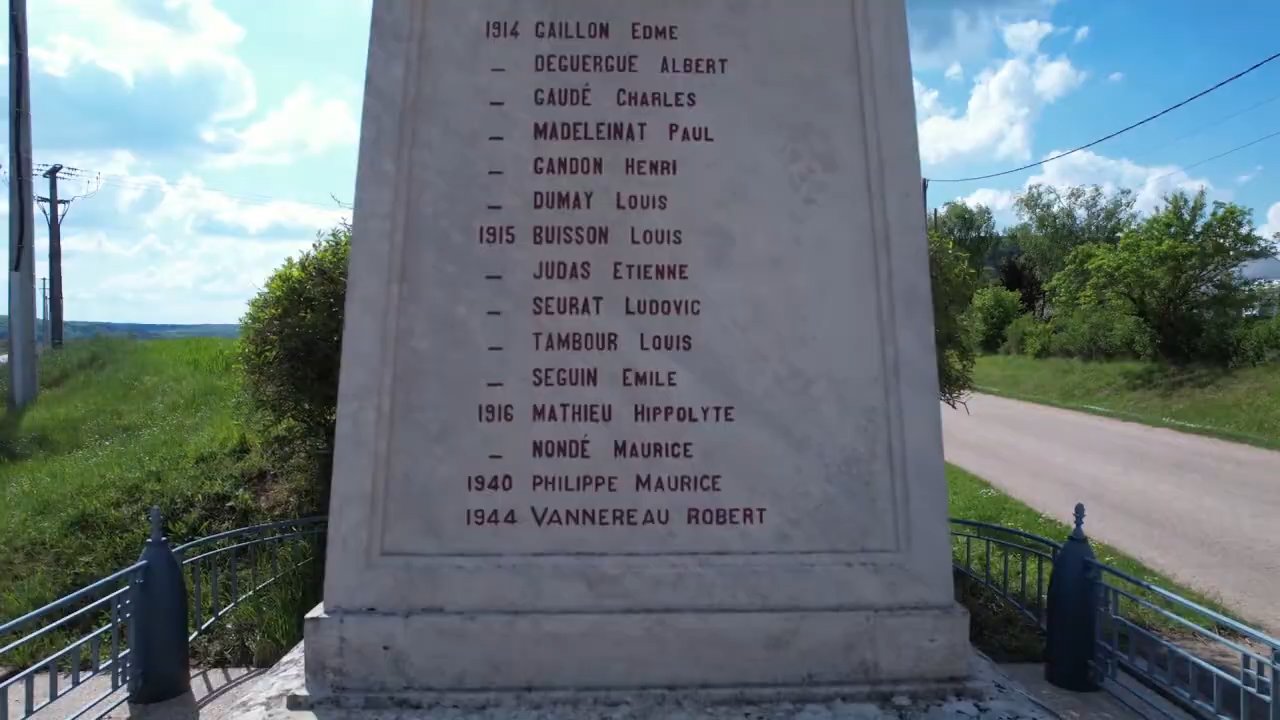 1914 GAILLON EDME
— DEGUERGUE ALBERT
— GAUDÉ CHARLES
— MADELEINAT PAUL
— GANDON HENRI
— DUMAY LOUIS
1915 BUISSON LOUIS
— JUDAS ETIENNE
— SEURAT LUDOVIC
— TAMBOUR LOUIS
— SEGUIN EMILE
1916 MATHIEU HIPPOLYTE
— NONDÉ MAURICE
1940 PHILIPPE MAURICE
1944 VANNEREAU ROBERT